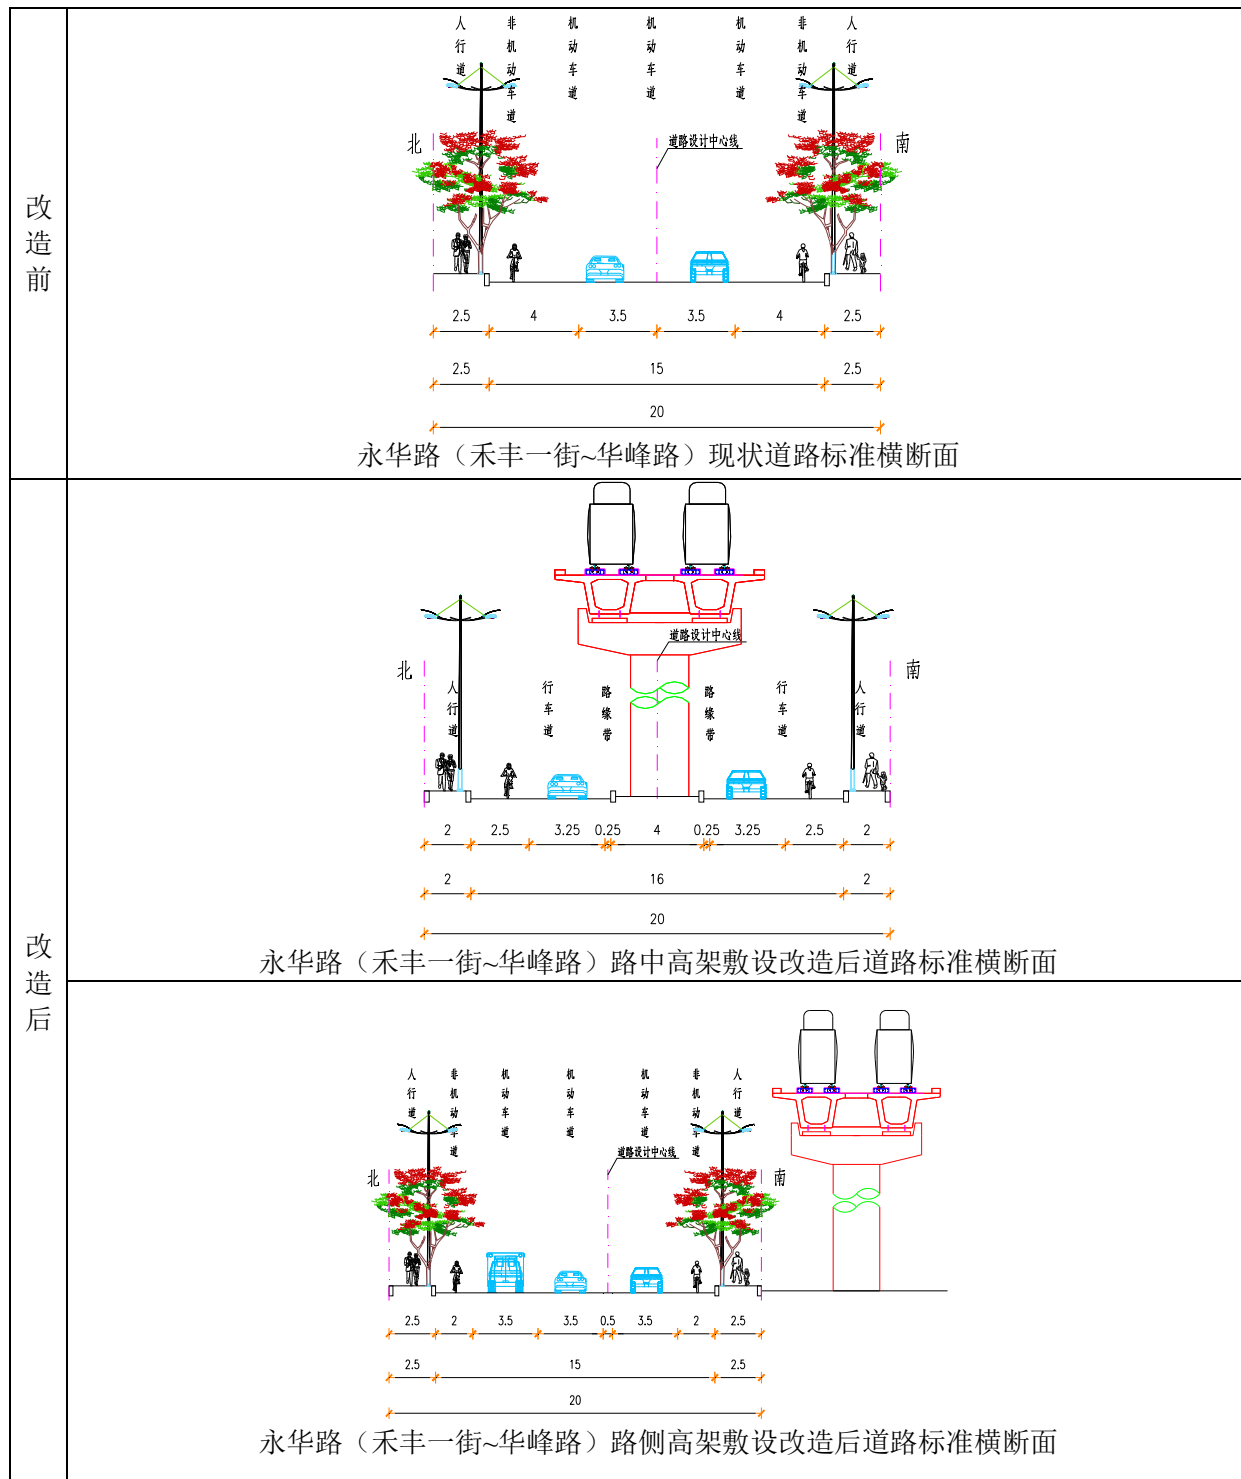 改造前
人行道
非机动车道
机动车道
机动车道
机动车道
非机动车道
人行道
北
道路设计中心线
南
2.5 4 3.5 3.5 4 2.5
2.5 15 2.5
20
永华路（禾丰一街~华峰路）现状道路标准横断面
改造后
道路设计中心线
北
南
人行道
行车道
路缘带
路缘带
行车道
人行道
2 2.5 3.25 0.25 4 0.25 3.25 2.5 2
2 16 2
20
永华路（禾丰一街~华峰路）路中高架敷设改造后道路标准横断面
人行道
非机动车道
机动车道
机动车道
机动车道
非机动车道
人行道
道路设计中心线
北
南
2.5 2 3.5 3.5 0.5 3.5 2 2.5
2.5 15 2.5
20
永华路（禾丰一街~华峰路）路侧高架敷设改造后道路标准横断面